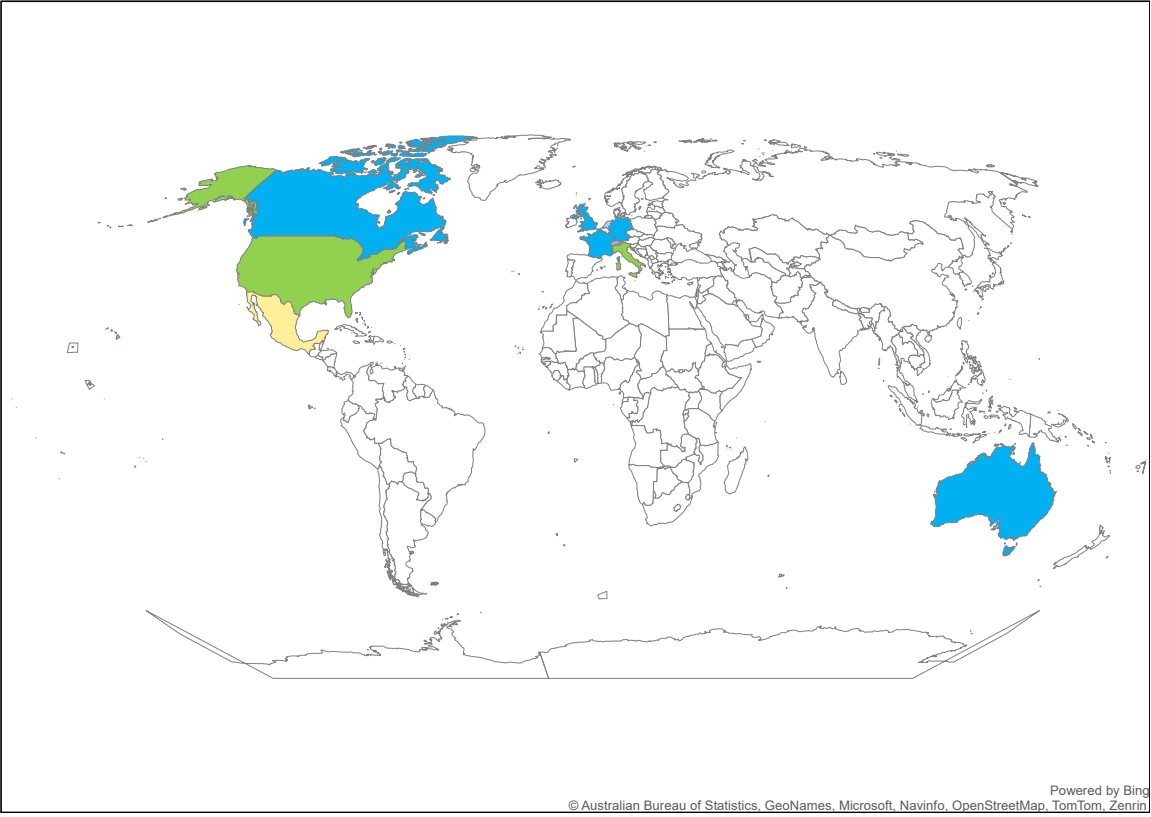 Powered by Bing
© Australian Bureau of Statistics, GeoNames, Microsoft, Navinfo, OpenStreetMap, TomTom, Zenrin